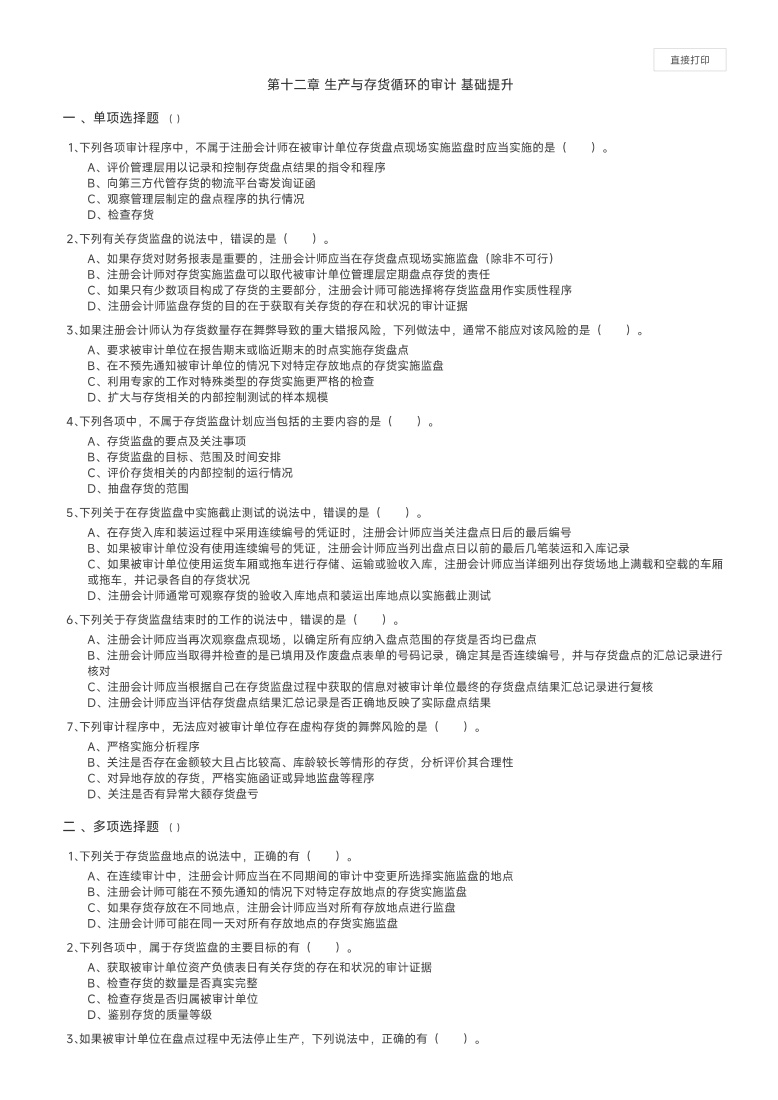 直接打印
第十二章 生产与存货循环的审计 基础提升
一 、单项选择题 （ ）
1、下列各项审计程序中，不属于注册会计师在被审计单位存货盘点现场实施监盘时应当实施的是（　　）。
A、评价管理层用以记录和控制存货盘点结果的指令和程序
B、向第三方代管存货的物流平台寄发询证函
C、观察管理层制定的盘点程序的执行情况
D、检查存货
2、下列有关存货监盘的说法中，错误的是（　　）。
A、如果存货对财务报表是重要的，注册会计师应当在存货盘点现场实施监盘（除非不可行）
B、注册会计师对存货实施监盘可以取代被审计单位管理层定期盘点存货的责任
C、如果只有少数项目构成了存货的主要部分，注册会计师可能选择将存货监盘用作实质性程序
D、注册会计师监盘存货的目的在于获取有关存货的存在和状况的审计证据
3、如果注册会计师认为存货数量存在舞弊导致的重大错报风险，下列做法中，通常不能应对该风险的是（　　）。
A、要求被审计单位在报告期末或临近期末的时点实施存货盘点
B、在不预先通知被审计单位的情况下对特定存放地点的存货实施监盘
C、利用专家的工作对特殊类型的存货实施更严格的检查
D、扩大与存货相关的内部控制测试的样本规模
4、下列各项中，不属于存货监盘计划应当包括的主要内容的是（　　）。
A、存货监盘的要点及关注事项
B、存货监盘的目标、范围及时间安排
C、评价存货相关的内部控制的运行情况
D、抽盘存货的范围
5、下列关于在存货监盘中实施截止测试的说法中，错误的是（　　）。
A、在存货入库和装运过程中采用连续编号的凭证时，注册会计师应当关注盘点日后的最后编号
B、如果被审计单位没有使用连续编号的凭证，注册会计师应当列出盘点日以前的最后几笔装运和入库记录
C、如果被审计单位使用运货车厢或拖车进行存储、运输或验收入库，注册会计师应当详细列出存货场地上满载和空载的车厢
或拖车，并记录各自的存货状况
D、注册会计师通常可观察存货的验收入库地点和装运出库地点以实施截止测试
6、下列关于存货监盘结束时的工作的说法中，错误的是（　　）。
A、注册会计师应当再次观察盘点现场，以确定所有应纳入盘点范围的存货是否均已盘点
B、注册会计师应当取得并检查的是已填用及作废盘点表单的号码记录，确定其是否连续编号，并与存货盘点的汇总记录进行
核对
C、注册会计师应当根据自己在存货监盘过程中获取的信息对被审计单位最终的存货盘点结果汇总记录进行复核
D、注册会计师应当评估存货盘点结果汇总记录是否正确地反映了实际盘点结果
7、下列审计程序中，无法应对被审计单位存在虚构存货的舞弊风险的是（　　）。
A、严格实施分析程序
B、关注是否存在金额较大且占比较高、库龄较长等情形的存货，分析评价其合理性
C、对异地存放的存货，严格实施函证或异地监盘等程序
D、关注是否有异常大额存货盘亏
二 、多项选择题 （ ）
1、下列关于存货监盘地点的说法中，正确的有（　　）。
A、在连续审计中，注册会计师应当在不同期间的审计中变更所选择实施监盘的地点
B、注册会计师可能在不预先通知的情况下对特定存放地点的存货实施监盘
C、如果存货存放在不同地点，注册会计师应当对所有存放地点进行监盘
D、注册会计师可能在同一天对所有存放地点的存货实施监盘
2、下列各项中，属于存货监盘的主要目标的有（　　）。
A、获取被审计单位资产负债表日有关存货的存在和状况的审计证据
B、检查存货的数量是否真实完整
C、检查存货是否归属被审计单位
D、鉴别存货的质量等级
3、如果被审计单位在盘点过程中无法停止生产，下列说法中，正确的有（　　）。